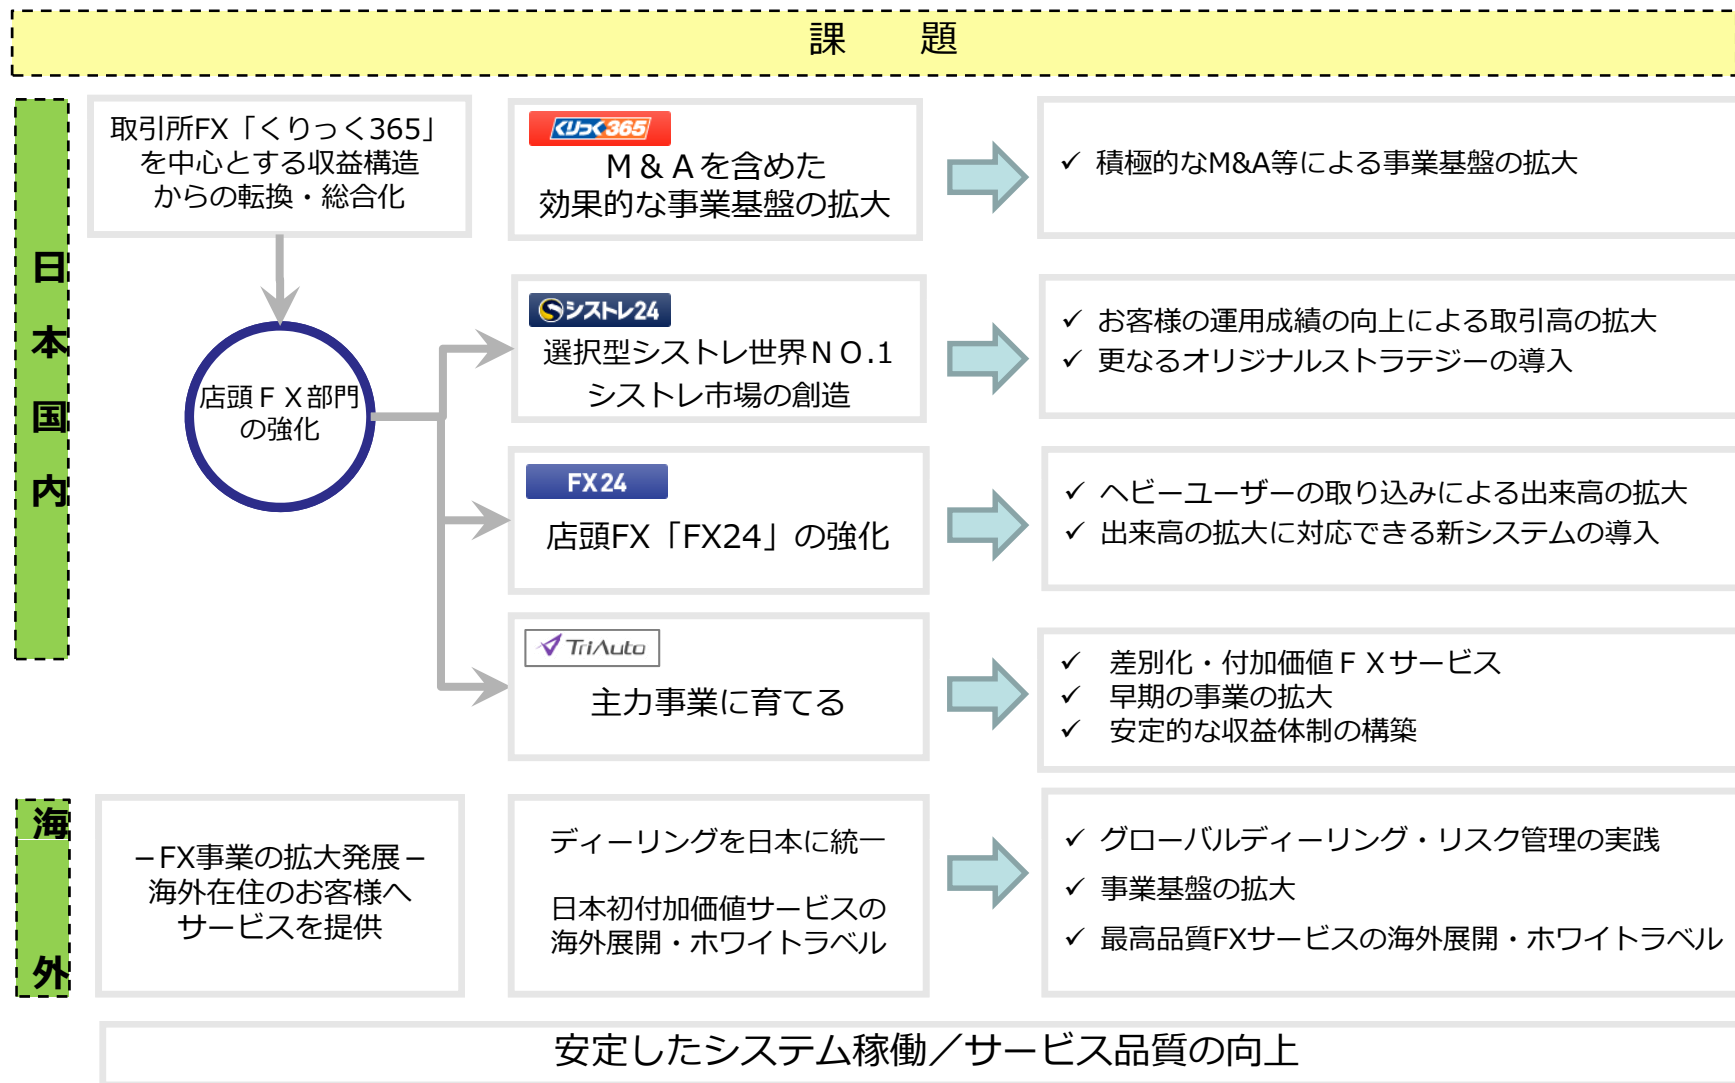 課　題
日本国内
取引所FX「くりっく365」
を中心とする収益構造
からの転換・総合化
店頭ＦＸ部門
の強化
くりっく365
Ｍ＆Ａを含めた
効果的な事業基盤の拡大
✓ 積極的なM&A等による事業基盤の拡大
シストレ24
選択型シストレ世界ＮＯ.1
シストレ市場の創造
✓ お客様の運用成績の向上による取引高の拡大
✓ 更なるオリジナルストラテジーの導入
FX24
店頭FX「FX24」の強化
✓ ヘビーユーザーの取り込みによる出来高の拡大
✓ 出来高の拡大に対応できる新システムの導入
TriAuto
主力事業に育てる
✓ 差別化・付加価値ＦＸサービス
✓ 早期の事業の拡大
✓ 安定的な収益体制の構築
海外
－FX事業の拡大発展－
海外在住のお客様へ
サービスを提供
ディーリングを日本に統一
日本初付加価値サービスの
海外展開・ホワイトラベル
✓ グローバルディーリング・リスク管理の実践
✓ 事業基盤の拡大
✓ 最高品質FXサービスの海外展開・ホワイトラベル
安定したシステム稼働／サービス品質の向上